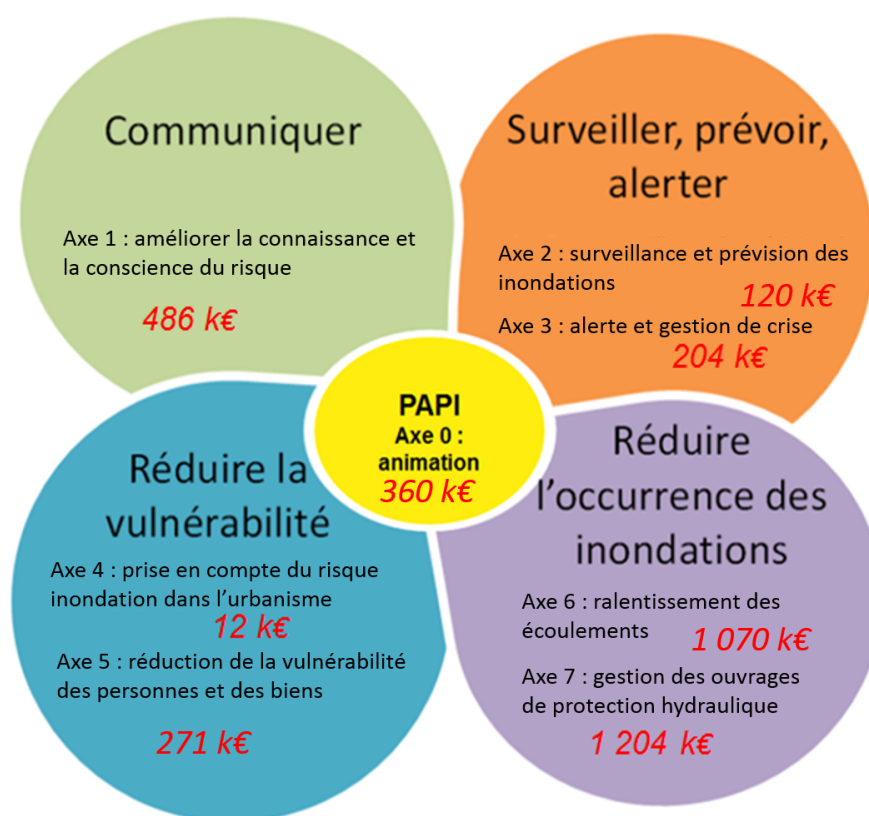 Communiquer
Axe 1 : améliorer la connaissance et
la conscience du risque
486 k€
Surveiller, prévoir,
alerter
Axe 2 : surveillance et prévision des
inondations
120 k€
Axe 3 : alerte et gestion de crise
204 k€
PAPI
Axe 0 :
animation
360 k€
Réduire la
vulnérabilité
Axe 4 : prise en compte du risque
inondation dans l'urbanisme
12 k€
Axe 5 : réduction de la vulnérabilité
des personnes et des biens
271 k€
Réduire
l'occurrence des
inondations
Axe 6 : ralentissement des
écoulements
1 070 k€
Axe 7 : gestion des ouvrages
de protection hydraulique
1 204 k€